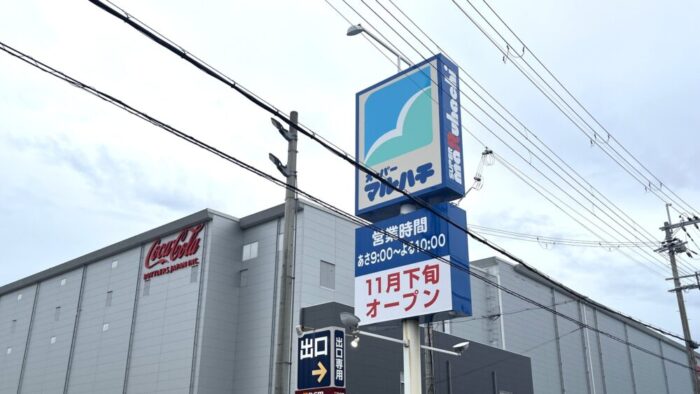 Coca-Cola
BOTTLERS JAPAN INC.
スーパー
マルハチ
SUPER
maRuhachi
営業時間
あさ9:00～よる10:00
11月下旬
オープン
出口
→
出口専用